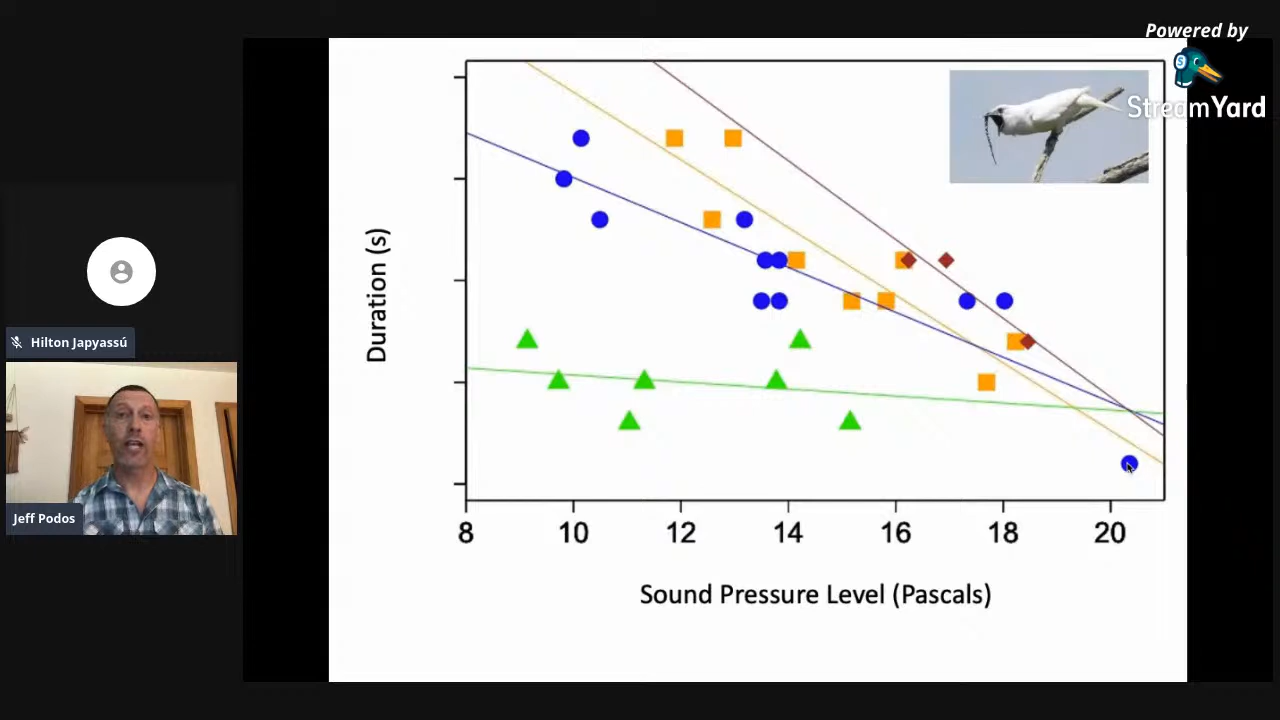 Powered by
StreamYard
Hilton Japyassú
Jeff Podos
Duration (s)
8 10 12 14 16 18 20
Sound Pressure Level (Pascals)